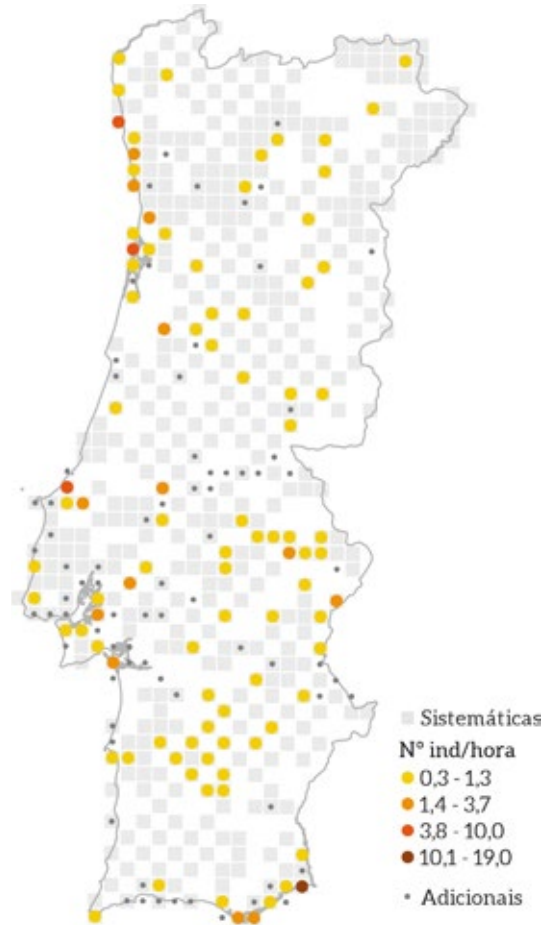 Sistemáticas
N° ind/hora
0,3 - 1,3
1,4 - 3,7
3,8 - 10,0
10,1 - 19,0
Adicionais